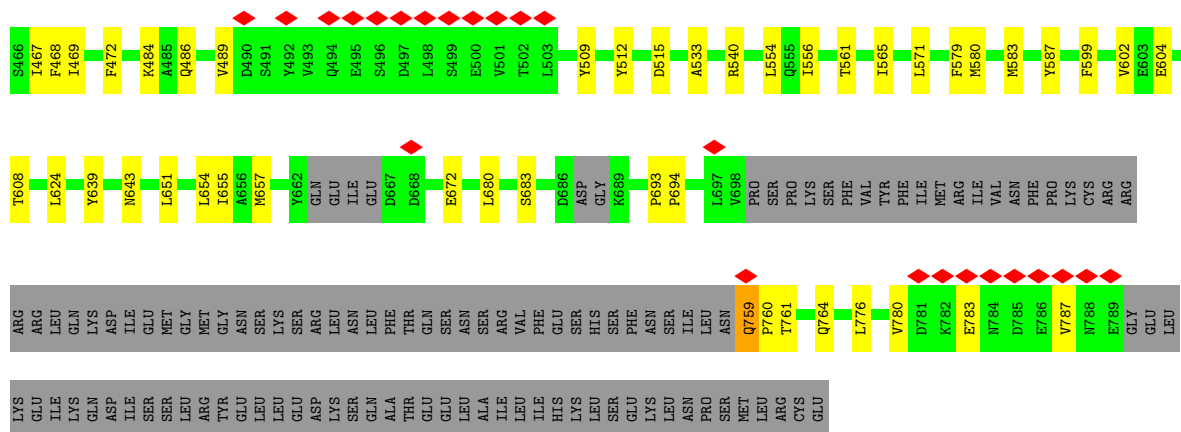 S466 I467 F468 I469 F472 K484 A485 Q486 V489 D490 S491 Y492 V493 Q494 E495 S496 D497 L498 S499 E500 V501 T502 L503 Y509 Y512 D515 A533 R540 L554 Q555 I556 T561 I565 L571 F579 M580 M583 Y587 F599 V602 E603 E604
T608 L624 Y639 N643 L651 L654 I655 A656 M657 Y662 GLN GLU ILE GLU D667 D668 E672 L680 S683 D686 ASP GLY K689 P693 P694 L697 V698 PRO SER PRO LYS SER PHE VAL TYR PHE ILE MET ARG ILE VAL ASN PHE PRO LYS CYS ARG ARG
ARG ARG LEU GLN LYS ASP ILE GLU MET GLY MET GLY ASN SER LYS SER ARG LEU ASN LEU PHE THR GLN SER ASN SER ARG VAL PHE GLU SER HIS SER PHE ASN SER ILE LEU ASN Q759 P760 T761 Q764 L776 V780 D781 K782 E783 N784 D785 E786 V787 N788 E789 GLY GLU LEU
LYS GLU ILE LYS GLN ASP ILE SER SER LEU ARG TYR GLU LEU LEU GLU ASP LYS SER GLN ALA THR GLU GLU LEU ALA ILE LEU ILE HIS LYS LEU SER GLU LYS LEU ASN PRO SER MET LEU ARG CYS GLU